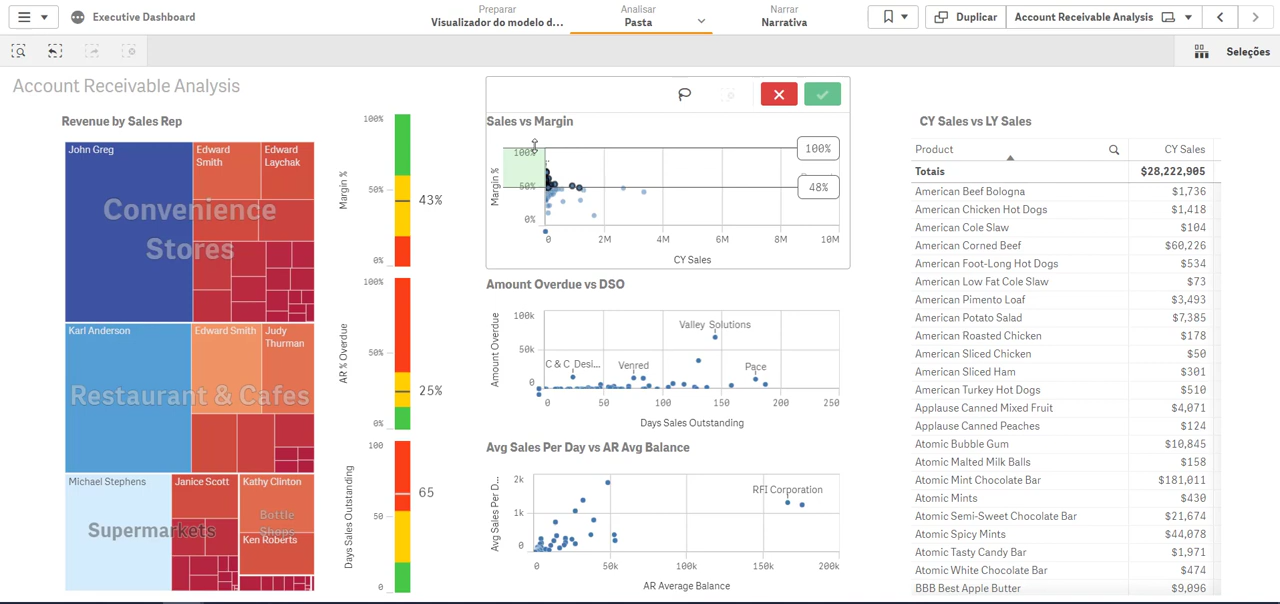 Executive Dashboard
Preparar
Visualizador do modelo d...
Analisar
Pasta
Narrar
Narrativa
Duplicar
Account Receivable Analysis
Seleções
Account Receivable Analysis
Revenue by Sales Rep
John Greg
Edward Smith
Edward Laychak
Convenience Stores
Karl Anderson
Edward Smith
Judy Thurman
Restaurant & Cafes
Michael Stephens
Janice Scott
Kathy Clinton
Supermarkets
Bottle Shops
Ken Roberts
100%
Margin %
50%
43%
0%
100%
AR % Overdue
50%
25%
0%
100
Days Sales Outstanding
50
65
0
Sales vs Margin
100%
100%
Margin %
50%
48%
0%
0 2M 4M 6M 8M 10M
CY Sales
Amount Overdue vs DSO
Amount Overdue
100k
50k
0
Valley Solutions
C & C Desi...
Venred
Pace
0 50 100 150 200 250
Days Sales Outstanding
Avg Sales Per Day vs AR Avg Balance
Avg Sales Per D...
2k
1k
0
RFI Corporation
0 50k 100k 150k 200k
AR Average Balance
CY Sales vs LY Sales
Product CY Sales
Totais $28,222,905
American Beef Bologna $1,736
American Chicken Hot Dogs $1,418
American Cole Slaw $104
American Corned Beef $60,226
American Foot-Long Hot Dogs $534
American Low Fat Cole Slaw $73
American Pimento Loaf $3,493
American Potato Salad $7,385
American Roasted Chicken $178
American Sliced Chicken $50
American Sliced Ham $301
American Turkey Hot Dogs $510
Applause Canned Mixed Fruit $4,071
Applause Canned Peaches $124
Atomic Bubble Gum $10,845
Atomic Malted Milk Balls $158
Atomic Mint Chocolate Bar $181,011
Atomic Mints $430
Atomic Semi-Sweet Chocolate Bar $21,674
Atomic Spicy Mints $44,078
Atomic Tasty Candy Bar $1,971
Atomic White Chocolate Bar $474
BBB Best Apple Butter $9,096